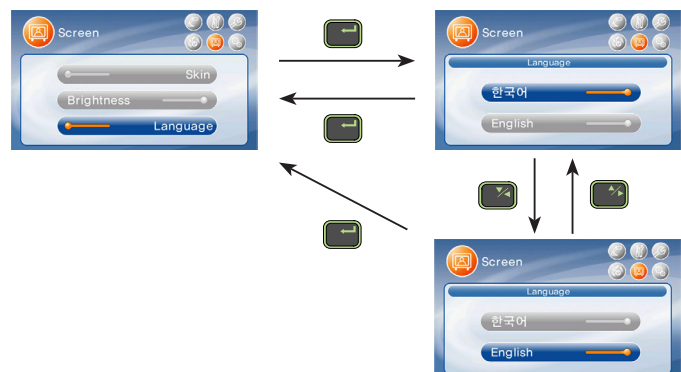 Screen
Skin
Brightness
Language
Screen
Language
한국어
English
Screen
Language
한국어
English